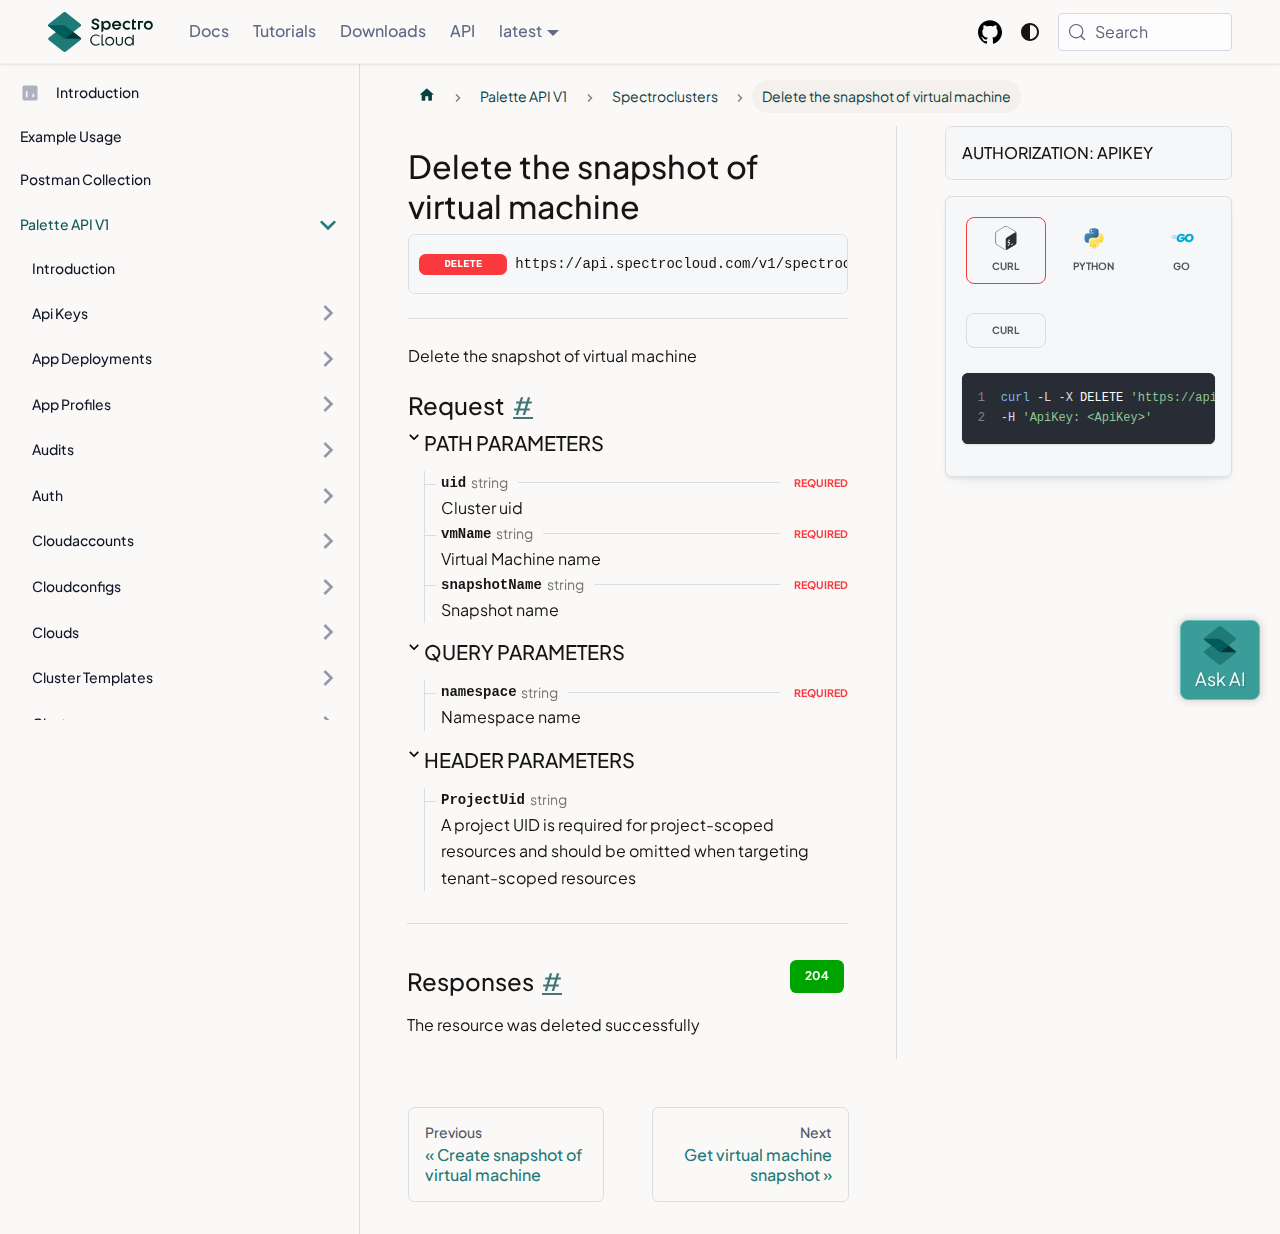 Spectro
Cloud
Docs
Tutorials
Downloads
API
latest
Search
Introduction
Example Usage
Postman Collection
Palette API V1
Introduction
Api Keys
App Deployments
App Profiles
Audits
Auth
Cloudaccounts
Cloudconfigs
Clouds
Cluster Templates
Palette API V1
Spectroclusters
Delete the snapshot of virtual machine
Delete the snapshot of
virtual machine
DELETE https://api.spectrocloud.com/v1/spectroc
Delete the snapshot of virtual machine
Request #
PATH PARAMETERS
uid string REQUIRED
Cluster uid
vmName string REQUIRED
Virtual Machine name
snapshotName string REQUIRED
Snapshot name
QUERY PARAMETERS
namespace string REQUIRED
Namespace name
HEADER PARAMETERS
ProjectUid string
A project UID is required for project-scoped
resources and should be omitted when targeting
tenant-scoped resources
Responses #
204
The resource was deleted successfully
Previous
« Create snapshot of
virtual machine
Next
Get virtual machine
snapshot »
AUTHORIZATION: APIKEY
CURL
PYTHON
GO
CURL
1 curl -L -X DELETE 'https://api
2 -H 'ApiKey: <ApiKey>'
Ask AI